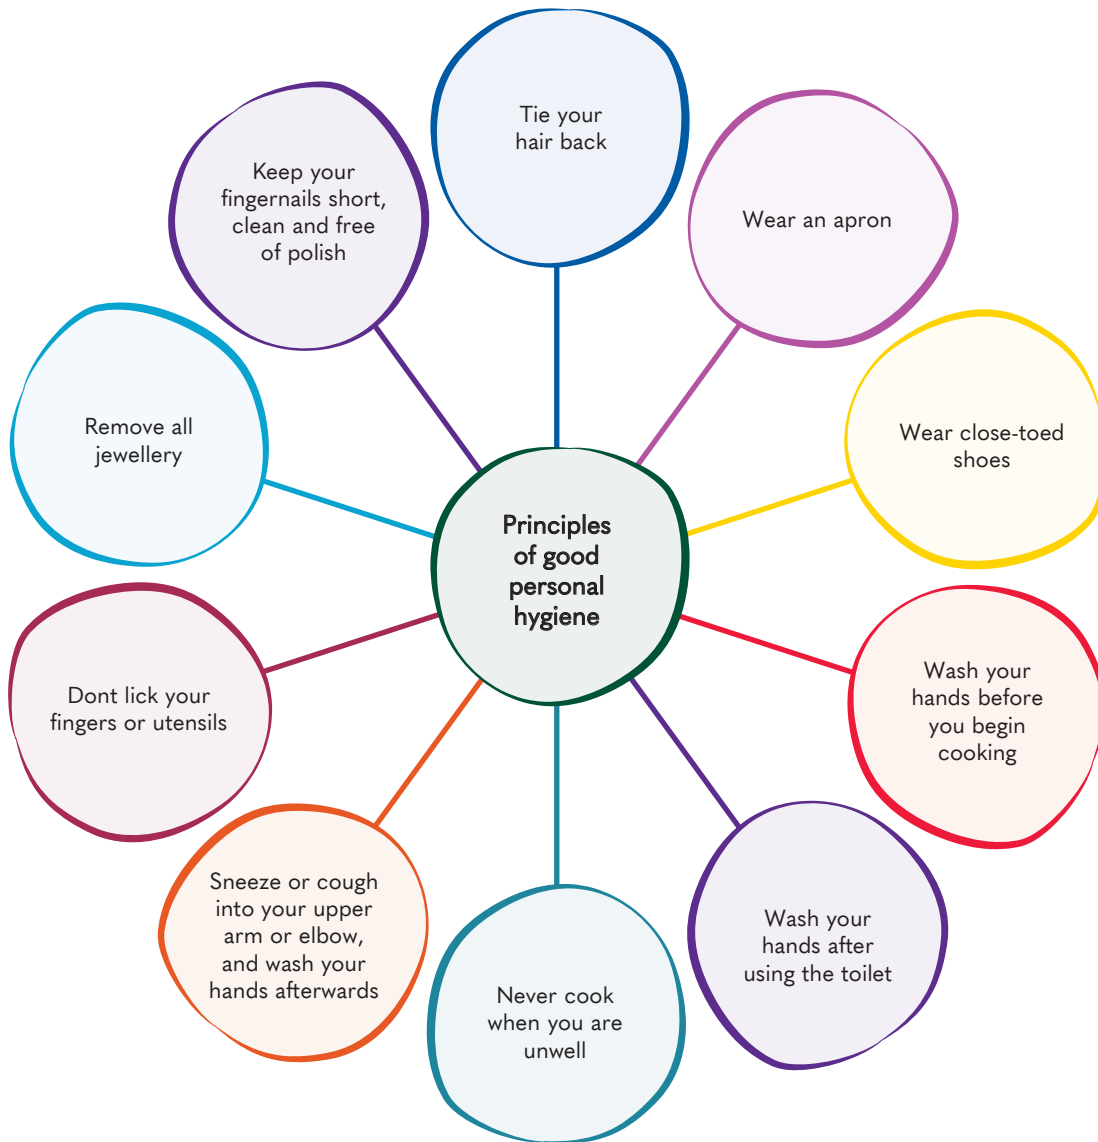 Tie your
hair back
Wear an apron
Wear close-toed
shoes
Wash your
hands before
you begin
cooking
Wash your
hands after
using the toilet
Never cook
when you are
unwell
Sneeze or cough
into your upper
arm or elbow,
and wash your
hands afterwards
Dont lick your
fingers or utensils
Remove all
jewellery
Keep your
fingernails short,
clean and free
of polish
Principles
of good
personal
hygiene